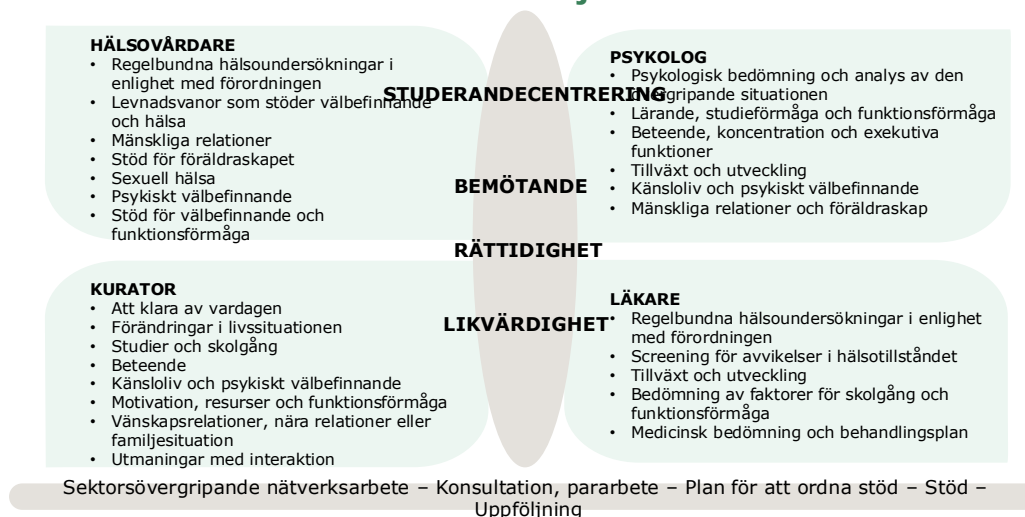 HÄLSOVÅRDARE
• Regelbundna hälsoundersökningar i
enlighet med förordningen
• Levnadsvanor som stöder välbefinnande
och hälsa
• Mänskliga relationer
• Stöd för föräldraskapet
• Sexuell hälsa
• Psykiskt välbefinnande
• Stöd för välbefinnande och
funktionsförmåga
PSYKOLOG
• Psykologisk bedömning och analys av den
övergripande situationen
• Lärande, studieförmåga och funktionsförmåga
• Beteende, koncentration och exekutiva
funktioner
• Tillväxt och utveckling
• Känsloliv och psykiskt välbefinnande
• Mänskliga relationer och föräldraskap
STUDERANDECENTRERING
BEMÖTANDE
RÄTTIDIGHET
LIKVÄRDIGHET
KURATOR
• Att klara av vardagen
• Förändringar i livssituationen
• Studier och skolgång
• Beteende
• Känsloliv och psykiskt välbefinnande
• Motivation, resurser och funktionsförmåga
• Vänskapsrelationer, nära relationer eller
familjesituation
• Utmaningar med interaktion
LÄKARE
• Regelbundna hälsoundersökningar i enlighet
med förordningen
• Screening för avvikelser i hälsotillståndet
• Tillväxt och utveckling
• Bedömning av faktorer för skolgång och
funktionsförmåga
• Medicinsk bedömning och behandlingsplan
Sektorsövergripande nätverksarbete – Konsultation, pararbete – Plan för att ordna stöd – Stöd –
Uppföljning